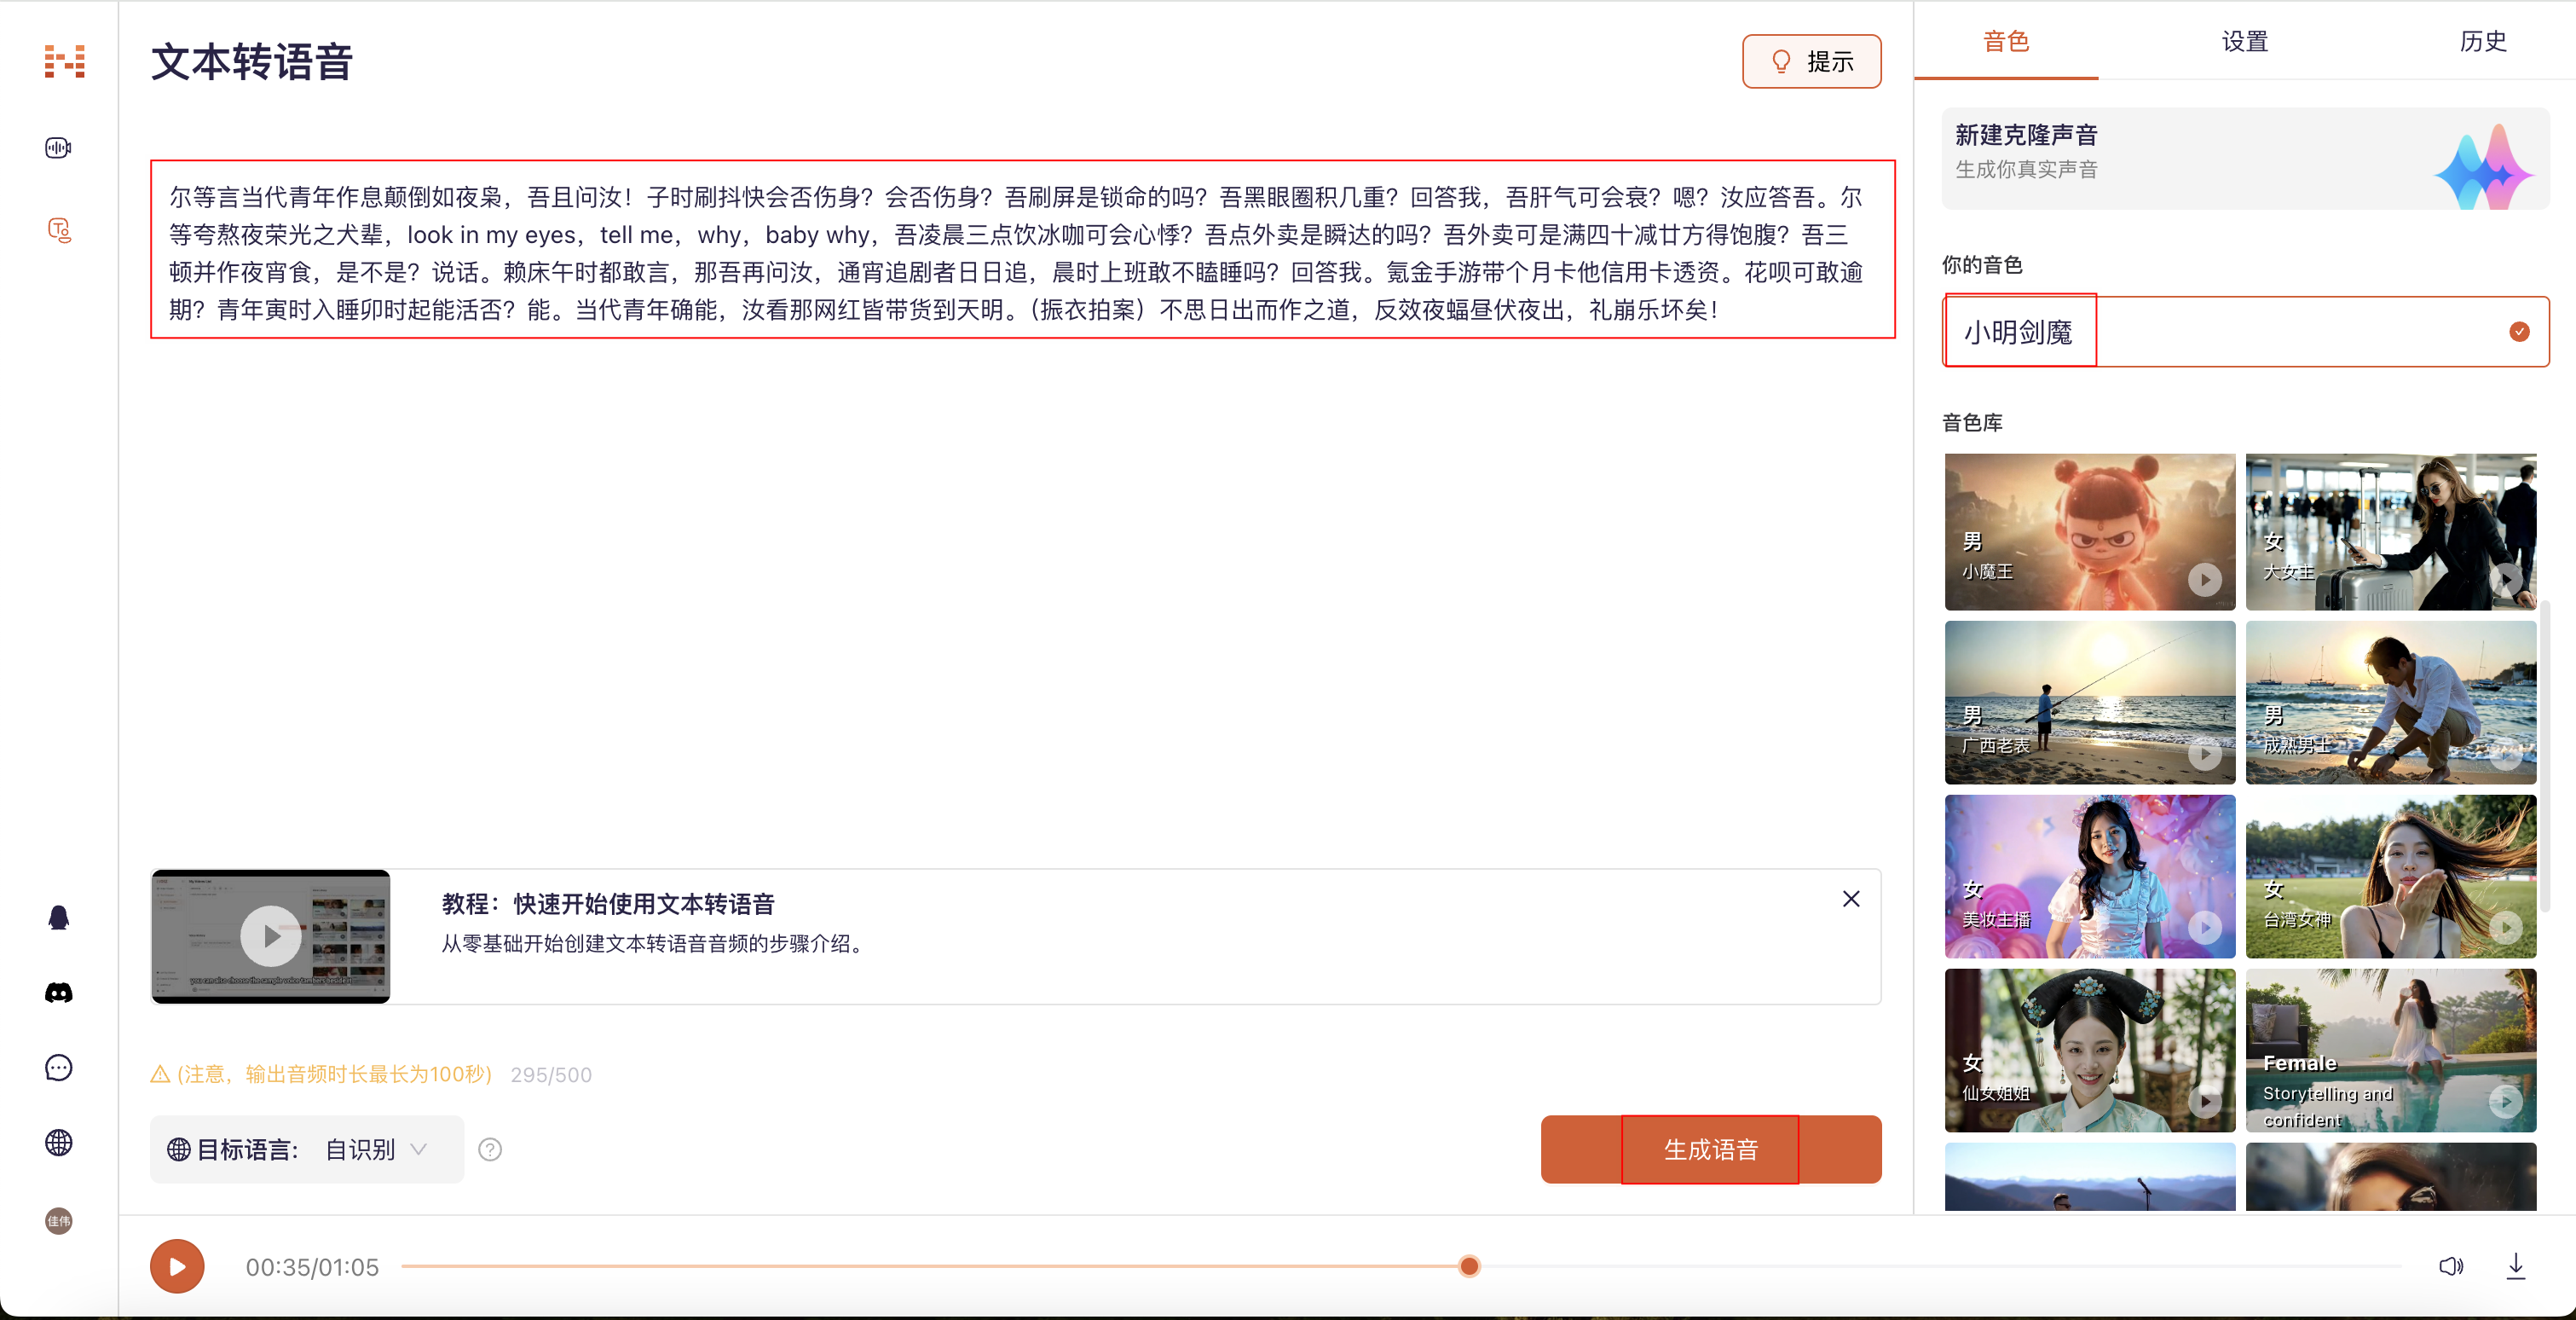 文本转语音
提示
尔等言当代青年作息颠倒如夜枭，吾且问汝！子时刷抖快会否伤身？会否伤身？吾刷屏是锁命的吗？吾黑眼圈积几重？回答我，吾肝气可会衰？嗯？汝应答吾。尔
等夸熬夜荣光之犬辈，look in my eyes，tell me，why，baby why，吾凌晨三点饮冰咖可会心悸？吾点外卖是瞬达的吗？吾外卖可是满四十减廿方得饱腹？吾三
顿并作夜宵食，是不是？说话。赖床午时都敢言，那吾再问汝，通宵追剧者日日追，晨时上班敢不瞌睡吗？回答我。氪金手游带个月卡他信用卡透资。花呗可敢逾
期？青年寅时入睡卯时起能活否？能。当代青年确能，汝看那网红皆带货到天明。（振衣拍案）不思日出而作之道，反效夜蝠昼伏夜出，礼崩乐坏矣！
教程：快速开始使用文本转语音
从零基础开始创建文本转语音音频的步骤介绍。
(注意，输出音频时长最长为100秒) 295/500
目标语言: 自识别
生成语音
佳伟
00:35/01:05
音色
设置
历史
新建克隆声音
生成你真实声音
你的音色
小明剑魔
音色库
男
小魔王
女
大女主
男
广西老表
男
成熟男士
女
美妆主播
女
台湾女神
女
仙女姐姐
Female
Storytelling and
confident